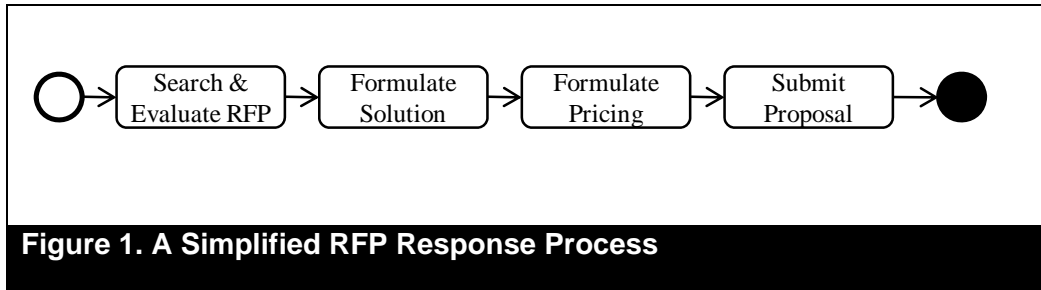 Search &
Evaluate RFP
Formulate
Solution
Formulate
Pricing
Submit
Proposal
Figure 1. A Simplified RFP Response Process